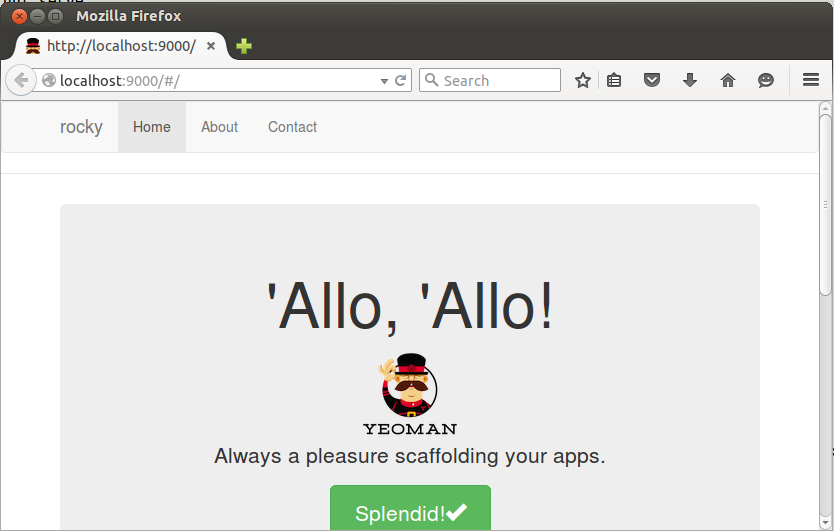 Mozilla Firefox
http://localhost:9000/
localhost:9000/#/
Search
rocky Home About Contact
'Allo, 'Allo!
YEOMAN
Always a pleasure scaffolding your apps.
Splendid!✔